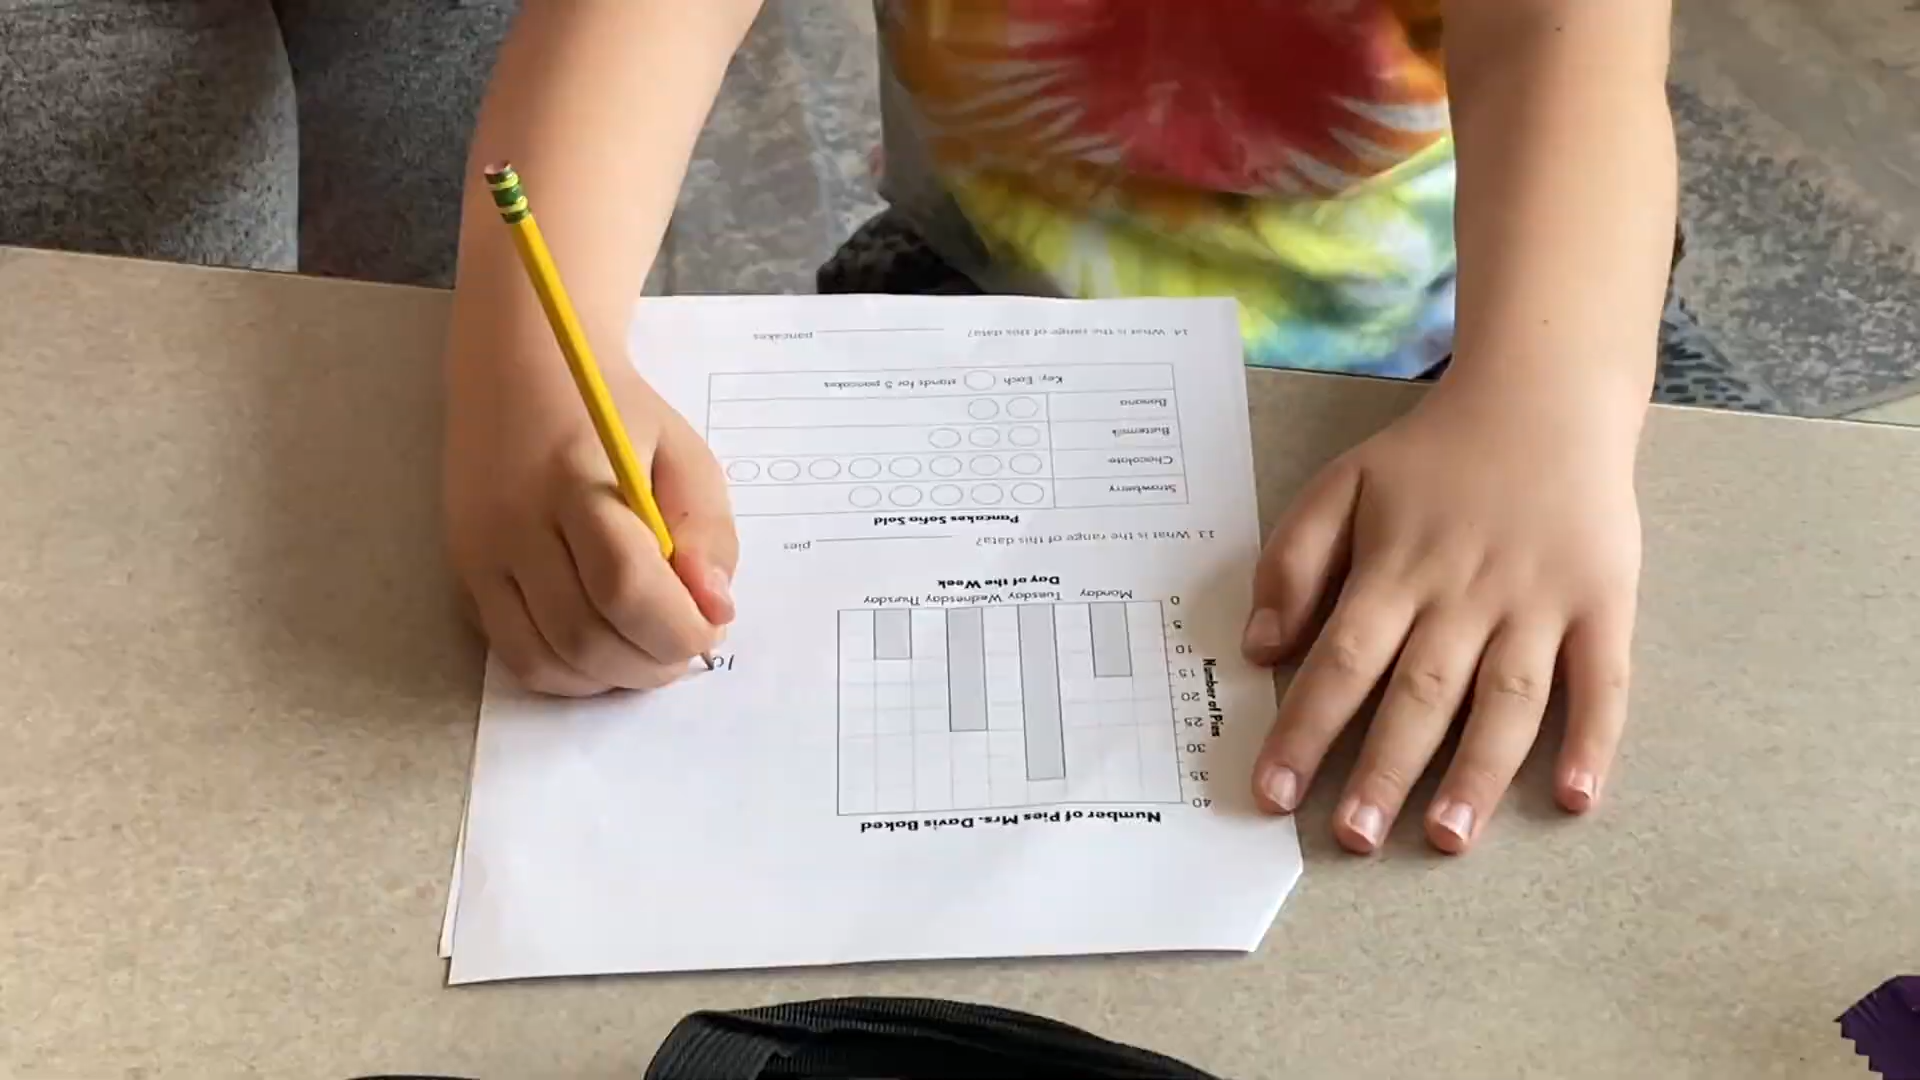 Number of Pies Mrs. Davis Baked
Number of Pies
40
35
30
25
20
15
10
5
0
Monday Tuesday Wednesday Thursday
Day of the Week
10
13. What is the range of this data? __________ pies
Pancakes Sofia Sold
Strawberry
Chocolate
Buttermilk
Banana
Key: Each stands for 5 pancakes
14. What is the range of this data? __________ pancakes